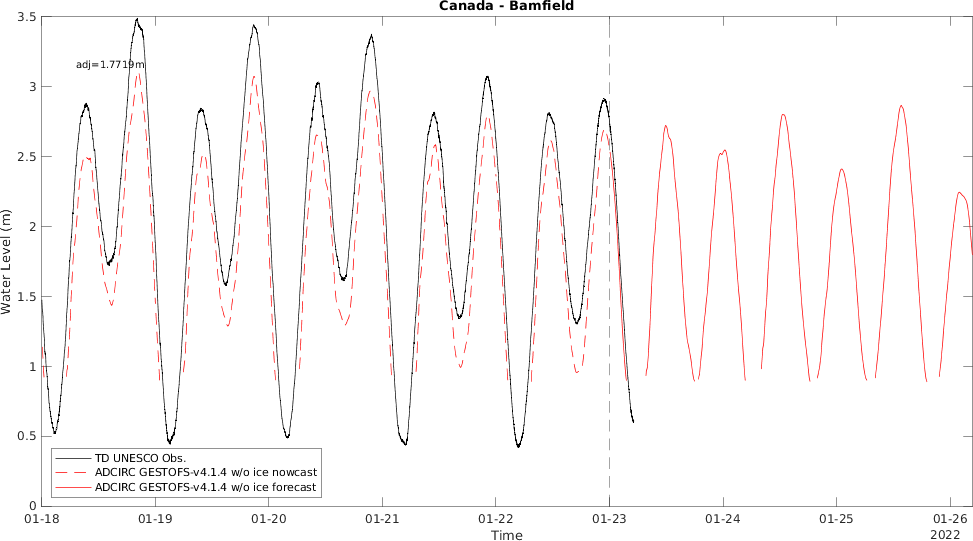 Canada - Bamfield
3.5
3
2.5
2
1.5
1
0.5
0
Water Level (m)
adj=1.7719m
TD UNESCO Obs.
ADCIRC GESTOFS-v4.1.4 w/o ice nowcast
ADCIRC GESTOFS-v4.1.4 w/o ice forecast
01-18 01-19 01-20 01-21 01-22 01-23 01-24 01-25 01-26
Time
2022